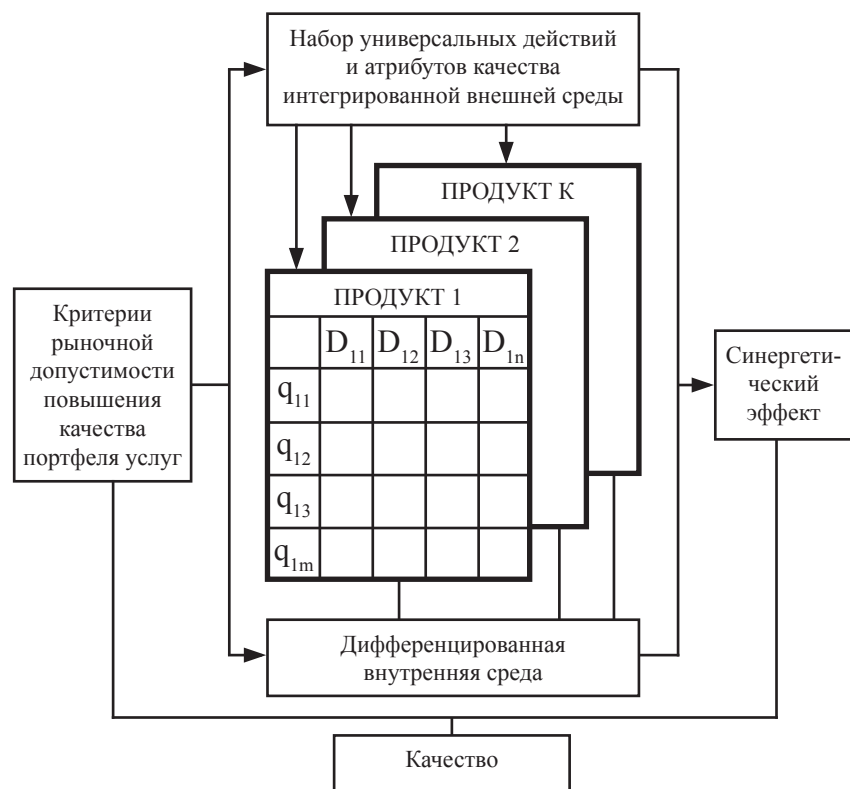 Набор универсальных действий
и атрибутов качества
интегрированной внешней среды
ПРОДУКТ К
ПРОДУКТ 2
ПРОДУКТ 1
D₁₁ D₁₂ D₁₃ D₁ₙ
q₁₁
q₁₂
q₁₃
q₁ₘ
Критерии
рыночной
допустимости
повышения
качества
портфеля услуг
Синергети-
ческий
эффект
Дифференцированная
внутренняя среда
Качество